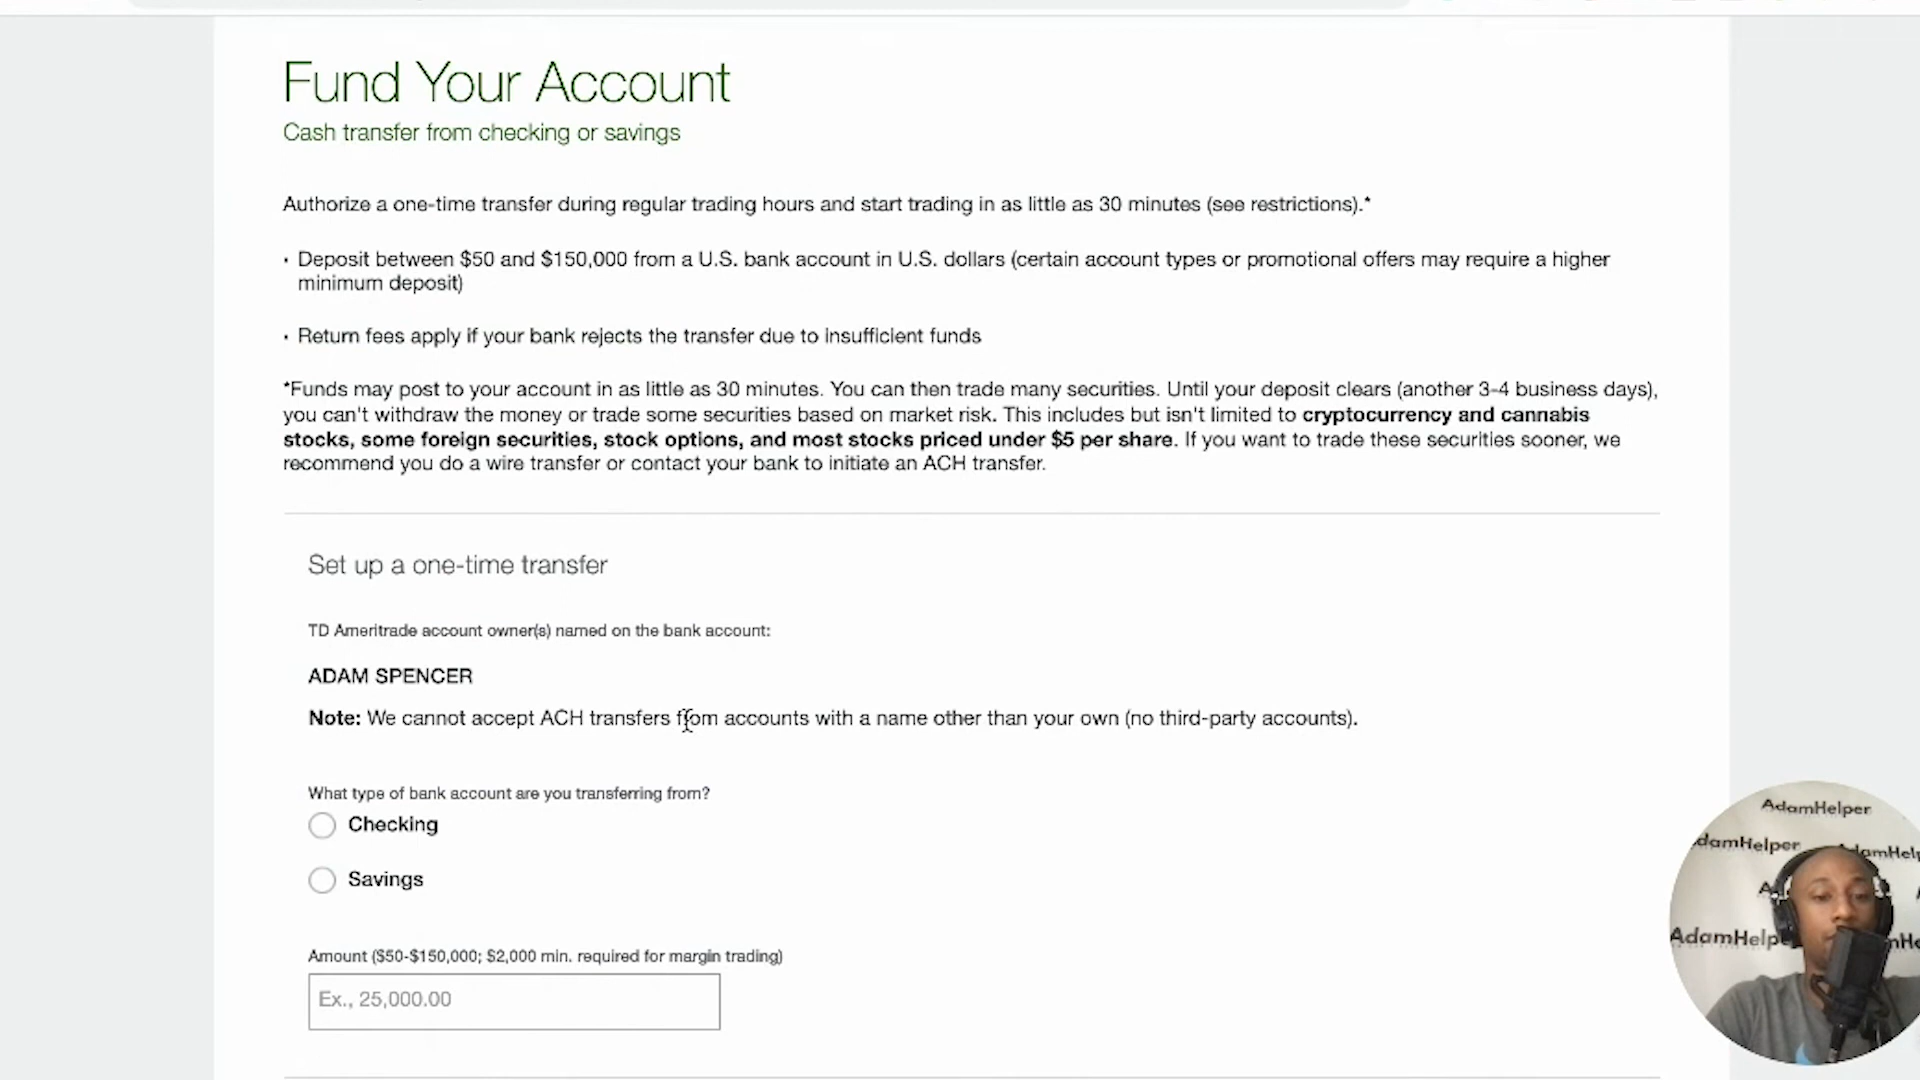 Fund Your Account
Cash transfer from checking or savings
Authorize a one-time transfer during regular trading hours and start trading in as little as 30 minutes (see restrictions).*
· Deposit between $50 and $150,000 from a U.S. bank account in U.S. dollars (certain account types or promotional offers may require a higher
minimum deposit)
· Return fees apply if your bank rejects the transfer due to insufficient funds
*Funds may post to your account in as little as 30 minutes. You can then trade many securities. Until your deposit clears (another 3-4 business days),
you can't withdraw the money or trade some securities based on market risk. This includes but isn't limited to cryptocurrency and cannabis
stocks, some foreign securities, stock options, and most stocks priced under $5 per share. If you want to trade these securities sooner, we
recommend you do a wire transfer or contact your bank to initiate an ACH transfer.
Set up a one-time transfer
TD Ameritrade account owner(s) named on the bank account:
ADAM SPENCER
Note: We cannot accept ACH transfers from accounts with a name other than your own (no third-party accounts).
What type of bank account are you transferring from?
Checking
Savings
Amount ($50-$150,000; $2,000 min. required for margin trading)
Ex., 25,000.00
AdamHelper
damHelper
damHelp
AdamHelp